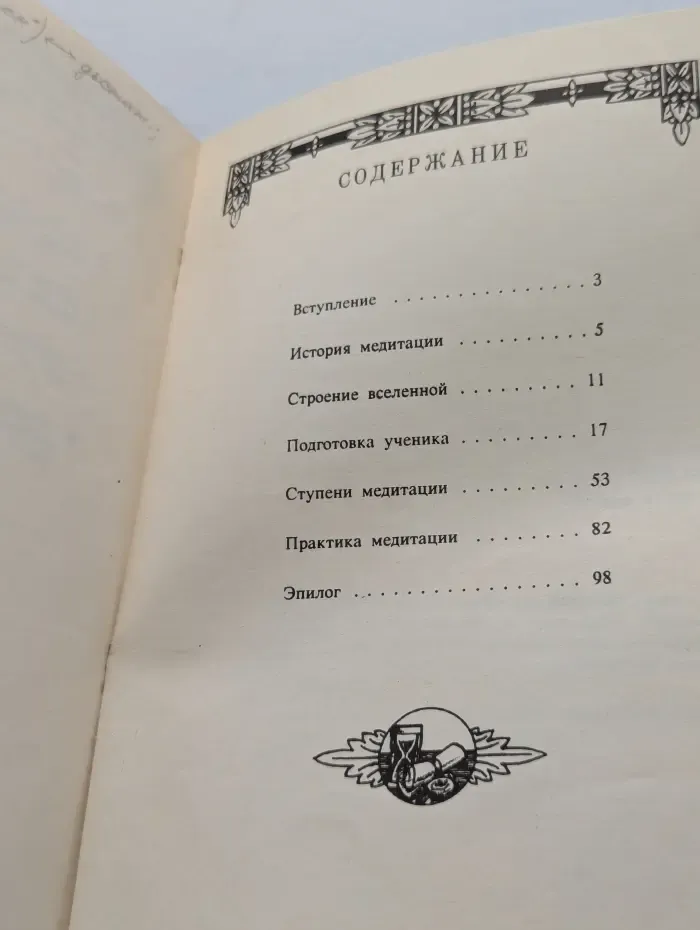 СОДЕРЖАНИЕ
Вступление . . . . . . . . . . . . . . . 3
История медитации . . . . . . . . . . 5
Строение вселенной . . . . . . . . . 11
Подготовка ученика . . . . . . . . . 17
Ступени медитации . . . . . . . . . 53
Практика медитации . . . . . . . . 82
Эпилог . . . . . . . . . . . . . . . . . 98